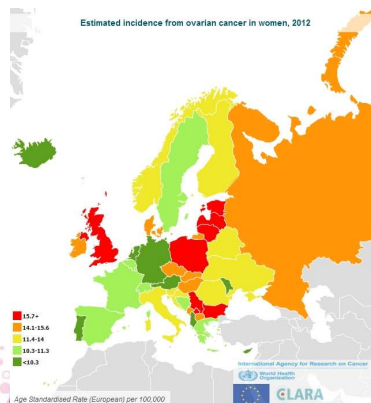 Estimated incidence from ovarian cancer in women, 2012
15.7+
14.1-15.6
11.4-14
10.3-11.3
<10.3
International Agency for Research on Cancer
World Health
Organization
CLARA
Age Standardised Rate (European) per 100,000